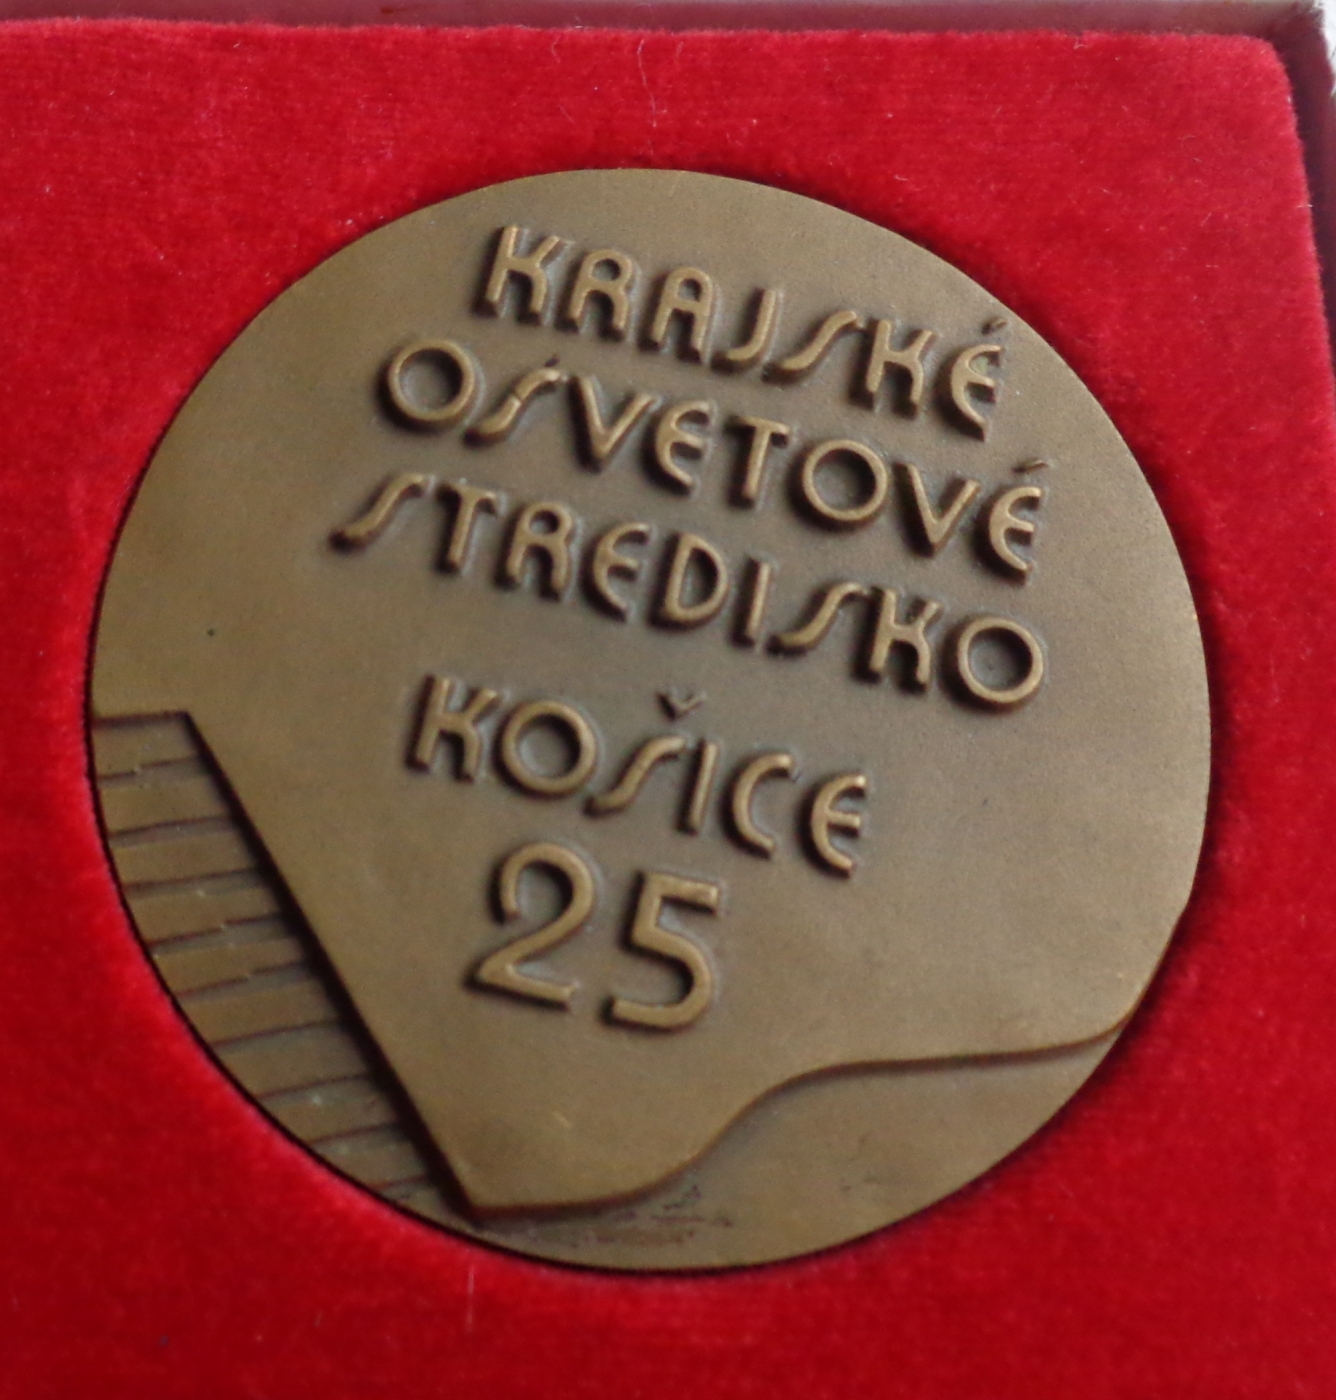 KRAJSKÉ
OSVETOVÉ
STREDISKO
KOŠICE
25